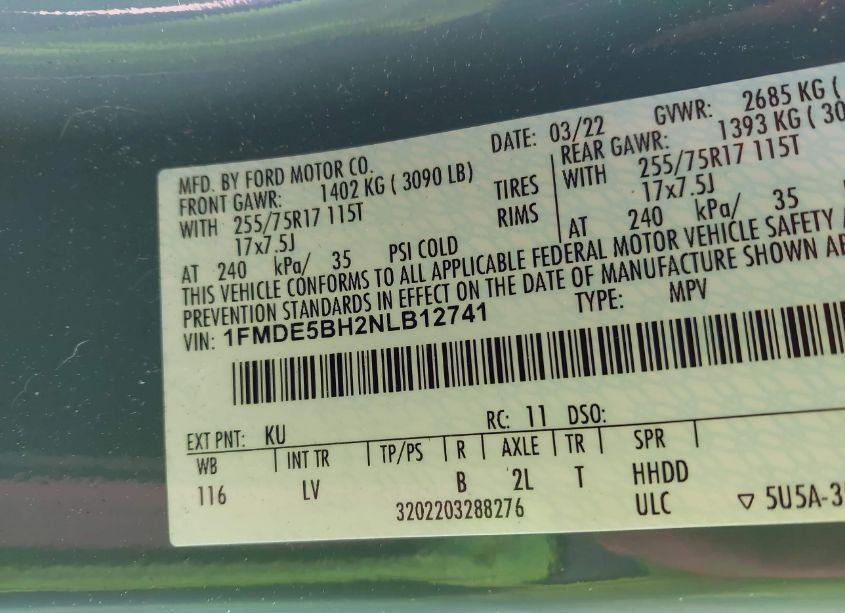 MFD. BY FORD MOTOR CO. DATE: 03/22 GVWR: 2685 KG (
FRONT GAWR: 1402 KG ( 3090 LB) REAR GAWR: 1393 KG ( 30
WITH 255/75R17 115T TIRES WITH 255/75R17 115T
17x7.5J RIMS 17x7.5J
AT 240 kPa/ 35 PSI COLD AT 240 kPa/ 35
THIS VEHICLE CONFORMS TO ALL APPLICABLE FEDERAL MOTOR VEHICLE SAFETY
PREVENTION STANDARDS IN EFFECT ON THE DATE OF MANUFACTURE SHOWN
VIN: 1FMDE5BH2NLB12741 TYPE: MPV
EXT PNT: KU RC: 11 DSO:
WB INT TR TP/PS R AXLE TR SPR
116 LV B 2L T HHDD
3202203288276 ULC ▽ 5U5A-3